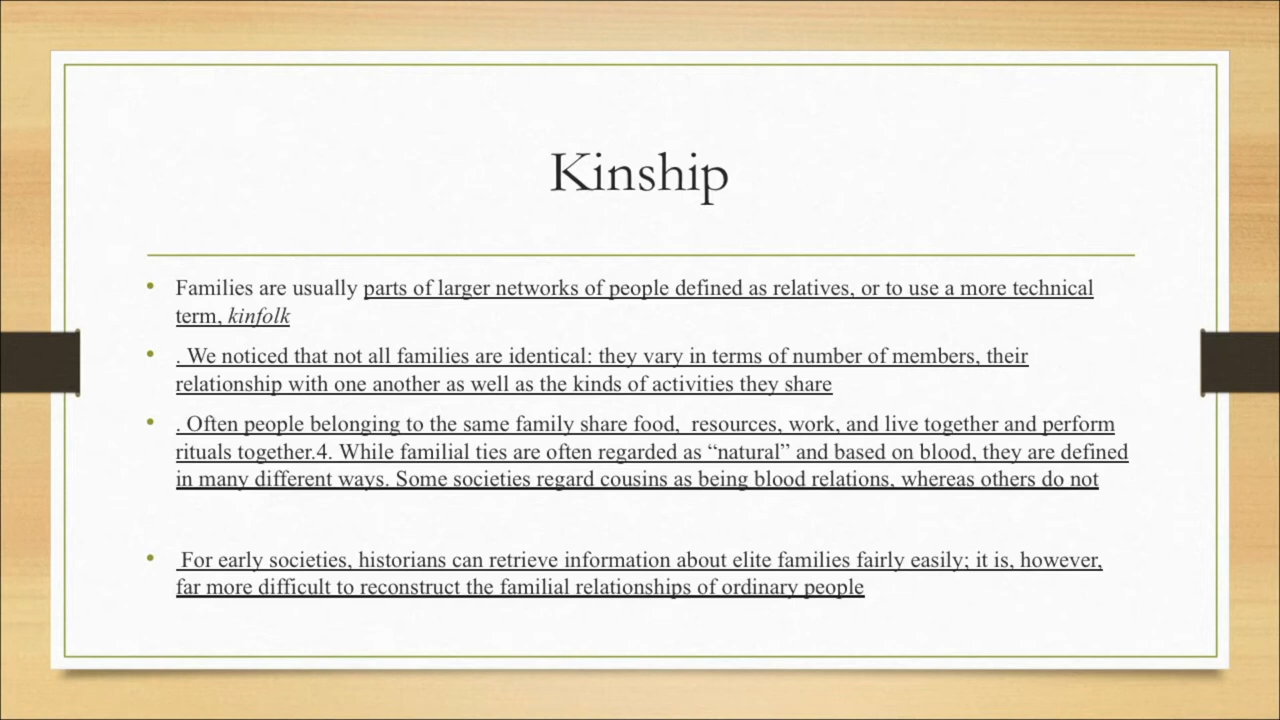 Kinship
• Families are usually parts of larger networks of people defined as relatives, or to use a more technical
term, kinfolk
• . We noticed that not all families are identical: they vary in terms of number of members, their
relationship with one another as well as the kinds of activities they share
• . Often people belonging to the same family share food,  resources, work, and live together and perform
rituals together.4. While familial ties are often regarded as “natural” and based on blood, they are defined
in many different ways. Some societies regard cousins as being blood relations, whereas others do not
• For early societies, historians can retrieve information about elite families fairly easily; it is, however,
far more difficult to reconstruct the familial relationships of ordinary people